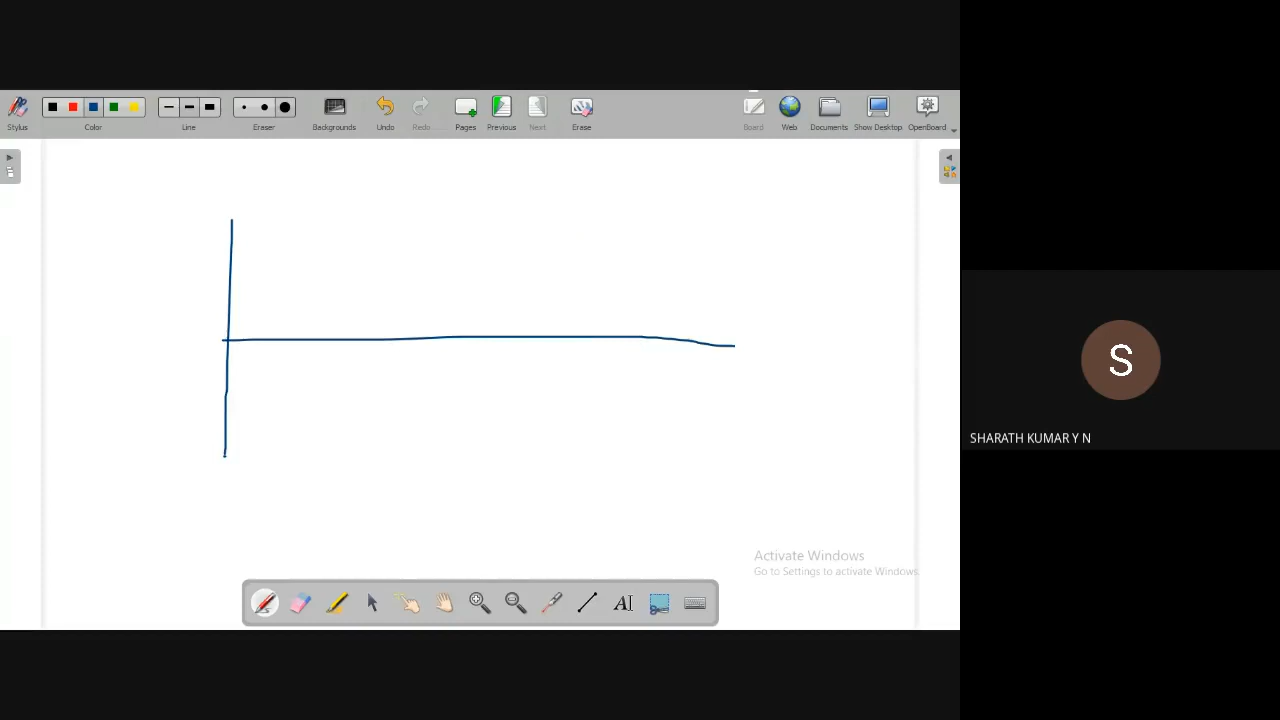 Stylus Color Line Eraser Backgrounds Undo Redo Pages Previous Next Erase Board Web Documents Show Desktop OpenBoard
S
SHARATH KUMAR Y N
Activate Windows
Go to Settings to activate Windows.
AI